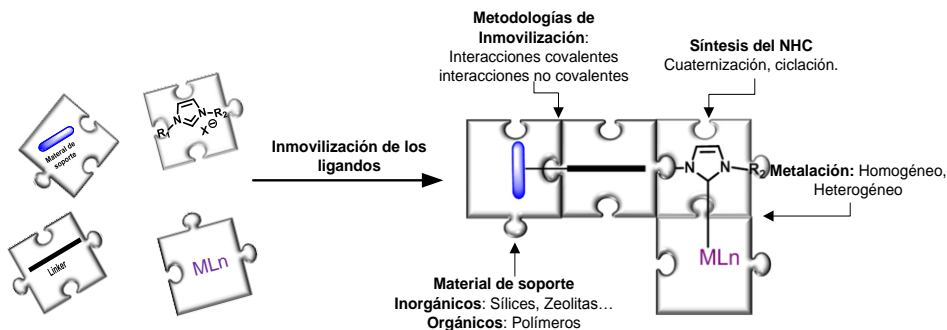 Materal de
soporte
R1
N
N
R2
X⊖
Linker
MLn
Inmovilización de los
ligandos
Metodologías de
Inmovilización:
Interacciones covalentes
interacciones no covalentes
Síntesis del NHC
Cuaternización, ciclación.
N
N
R2
Metalación: Homogéneo,
Heterogéneo
MLn
Material de soporte
Inorgánicos: Sílices, Zeolitas…
Orgánicos: Polímeros